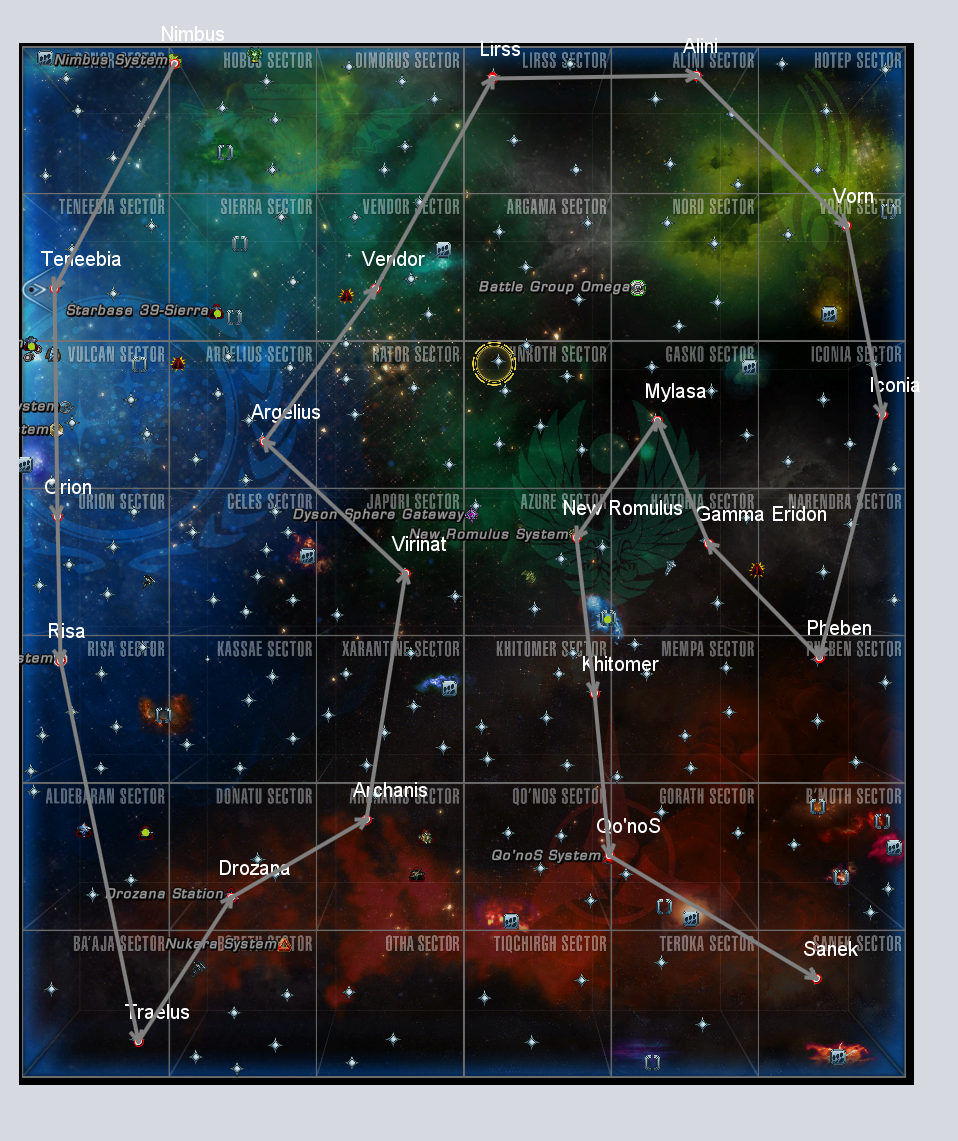 Nimbus
Lirss
Alini
Nimbus System
HOBUS SECTOR
DIMORUS SECTOR
LIRSS SECTOR
ALINI SECTOR
HOTEP SECTOR
Vorn
TENEEBIA SECTOR
SIERRA SECTOR
VENDOR SECTOR
ARGAMA SECTOR
NORO SECTOR
VORN SECTOR
Teneebia
Vendor
Battle Group Omega
Starbase 39-Sierra
VULCAN SECTOR
ARGELIUS SECTOR
RATOR SECTOR
GASKO SECTOR
ICONIA SECTOR
Iconia
Mylasa
ystem
Argelius
tem
Orion
ORION SECTOR
CELES SECTOR
JAPORI SECTOR
AZURE SECTOR
NARENDRA SECTOR
Dyson Sphere Gateway
New Romulus
Gamma Eridon
New Romulus System
Virinat
Risa
Pheben
RISA SECTOR
KASSAE SECTOR
XARANTINE SECTOR
KHITOMER SECTOR
MEMPA SECTOR
PHEBEN SECTOR
stem
Khitomer
Archanis
ALDEBARAN SECTOR
DONATU SECTOR
ARCHANIS SECTOR
QO'NOS SECTOR
GORATH SECTOR
B'MOTH SECTOR
Qo'noS
Qo'noS System
Drozana
Drozana Station
BA'AJA SECTOR
Nukara System
OTHA SECTOR
TIQCHIRGH SECTOR
TEROKA SECTOR
SANEK SECTOR
Sanek
Traelus